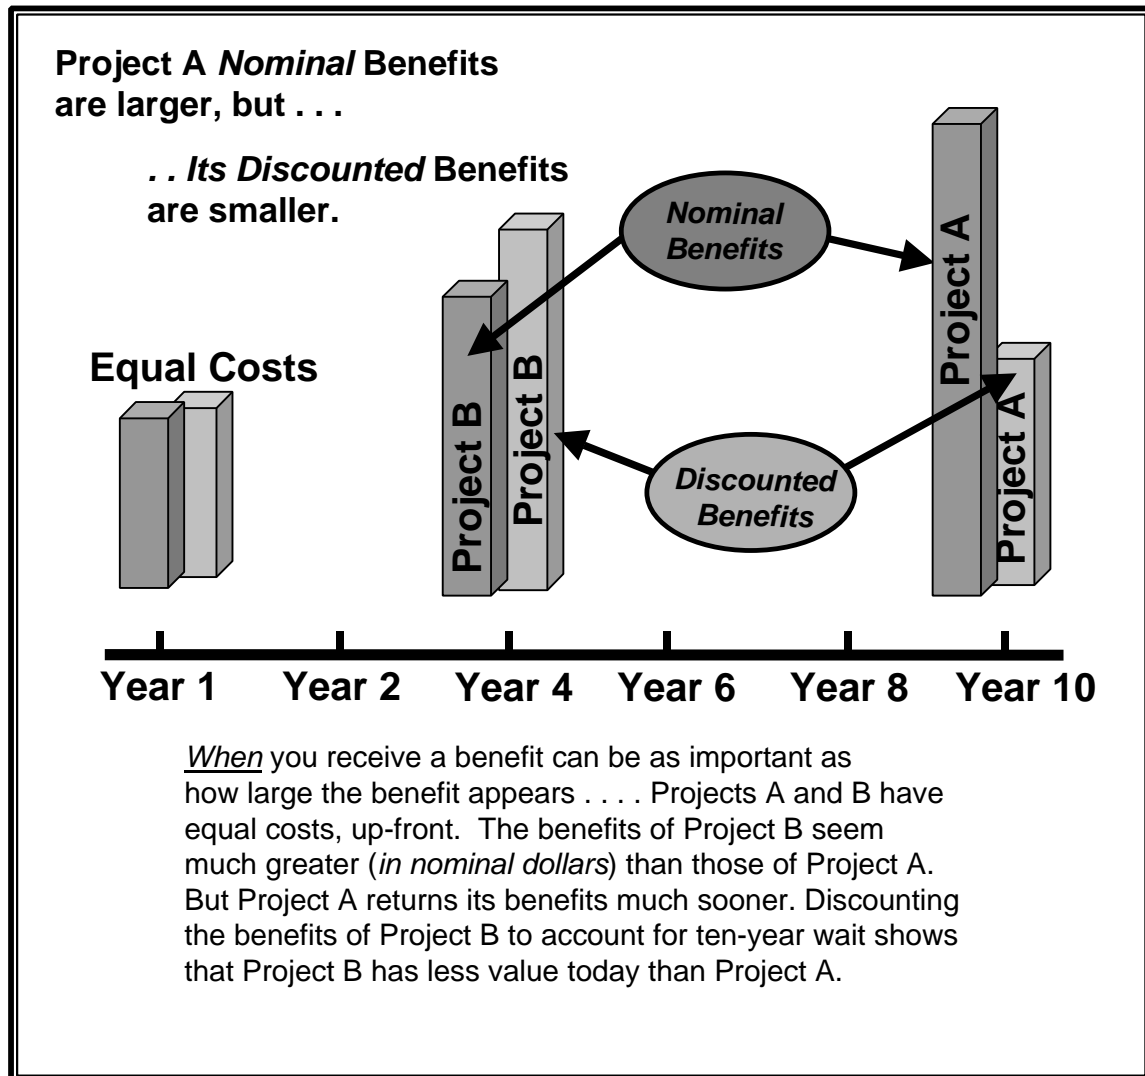 Project A Nominal Benefits
are larger, but . . .
. . Its Discounted Benefits
are smaller.
Nominal
Benefits
Equal Costs
Project B
Project B
Project A
Project A
Discounted
Benefits
Year 1
Year 2
Year 4
Year 6
Year 8
Year 10
When you receive a benefit can be as important as
how large the benefit appears . . . . Projects A and B have
equal costs, up-front. The benefits of Project B seem
much greater (in nominal dollars) than those of Project A.
But Project A returns its benefits much sooner. Discounting
the benefits of Project B to account for ten-year wait shows
that Project B has less value today than Project A.